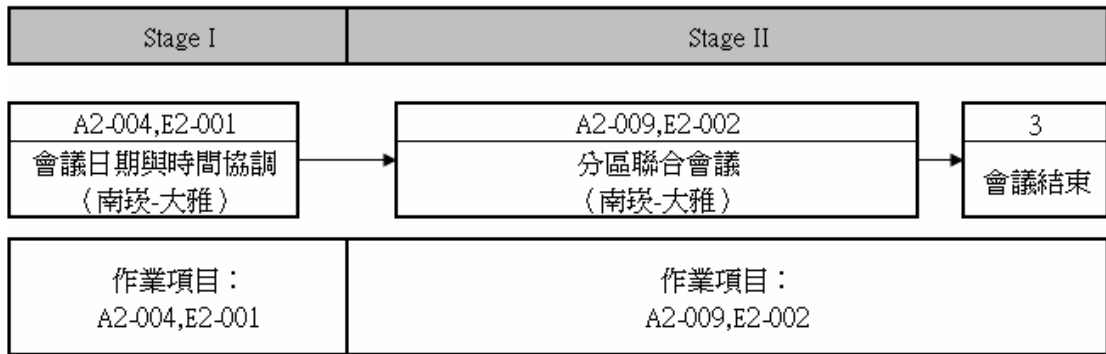 Stage I
Stage II
A2-004,E2-001
會議日期與時間協調
（南崁-大雅）
A2-009,E2-002
分區聯合會議
（南崁-大雅）
3
會議結束
作業項目：
A2-004,E2-001
作業項目：
A2-009,E2-002